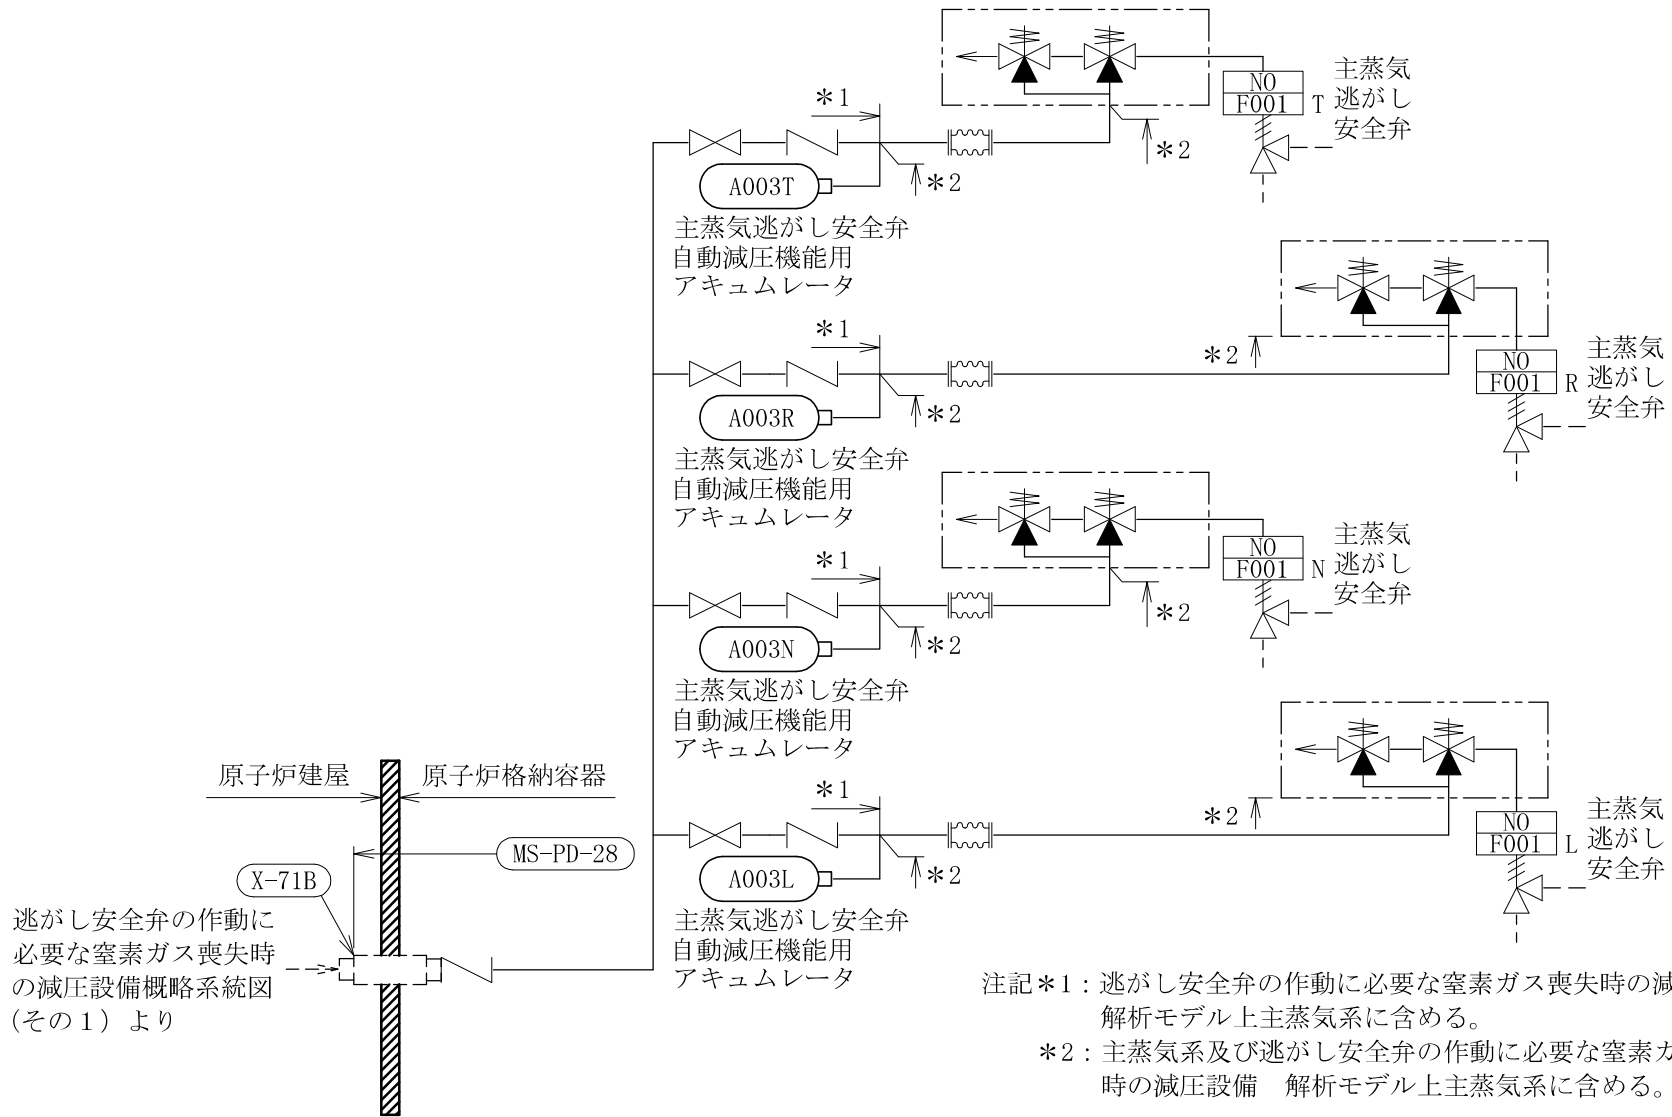 NO
F001
T
主蒸気
逃がし
安全弁
*1
*2
*2
A003T
主蒸気逃がし安全弁
自動減圧機能用
アキュムレータ
*1
*2
*2
NO
F001
R
主蒸気
逃がし
安全弁
A003R
主蒸気逃がし安全弁
自動減圧機能用
アキュムレータ
NO
F001
N
主蒸気
逃がし
安全弁
*1
*2
*2
A003N
主蒸気逃がし安全弁
自動減圧機能用
アキュムレータ
*1
*2
*2
NO
F001
L
主蒸気
逃がし
安全弁
A003L
主蒸気逃がし安全弁
自動減圧機能用
アキュムレータ
原子炉建屋
原子炉格納容器
MS-PD-28
X-71B
逃がし安全弁の作動に
必要な窒素ガス喪失時
の減圧設備概略系統図
(その1)より
注記*1:逃がし安全弁の作動に必要な窒素ガス喪失時の減
解析モデル上主蒸気系に含める。
*2:主蒸気系及び逃がし安全弁の作動に必要な窒素ガ
時の減圧設備 解析モデル上主蒸気系に含める。